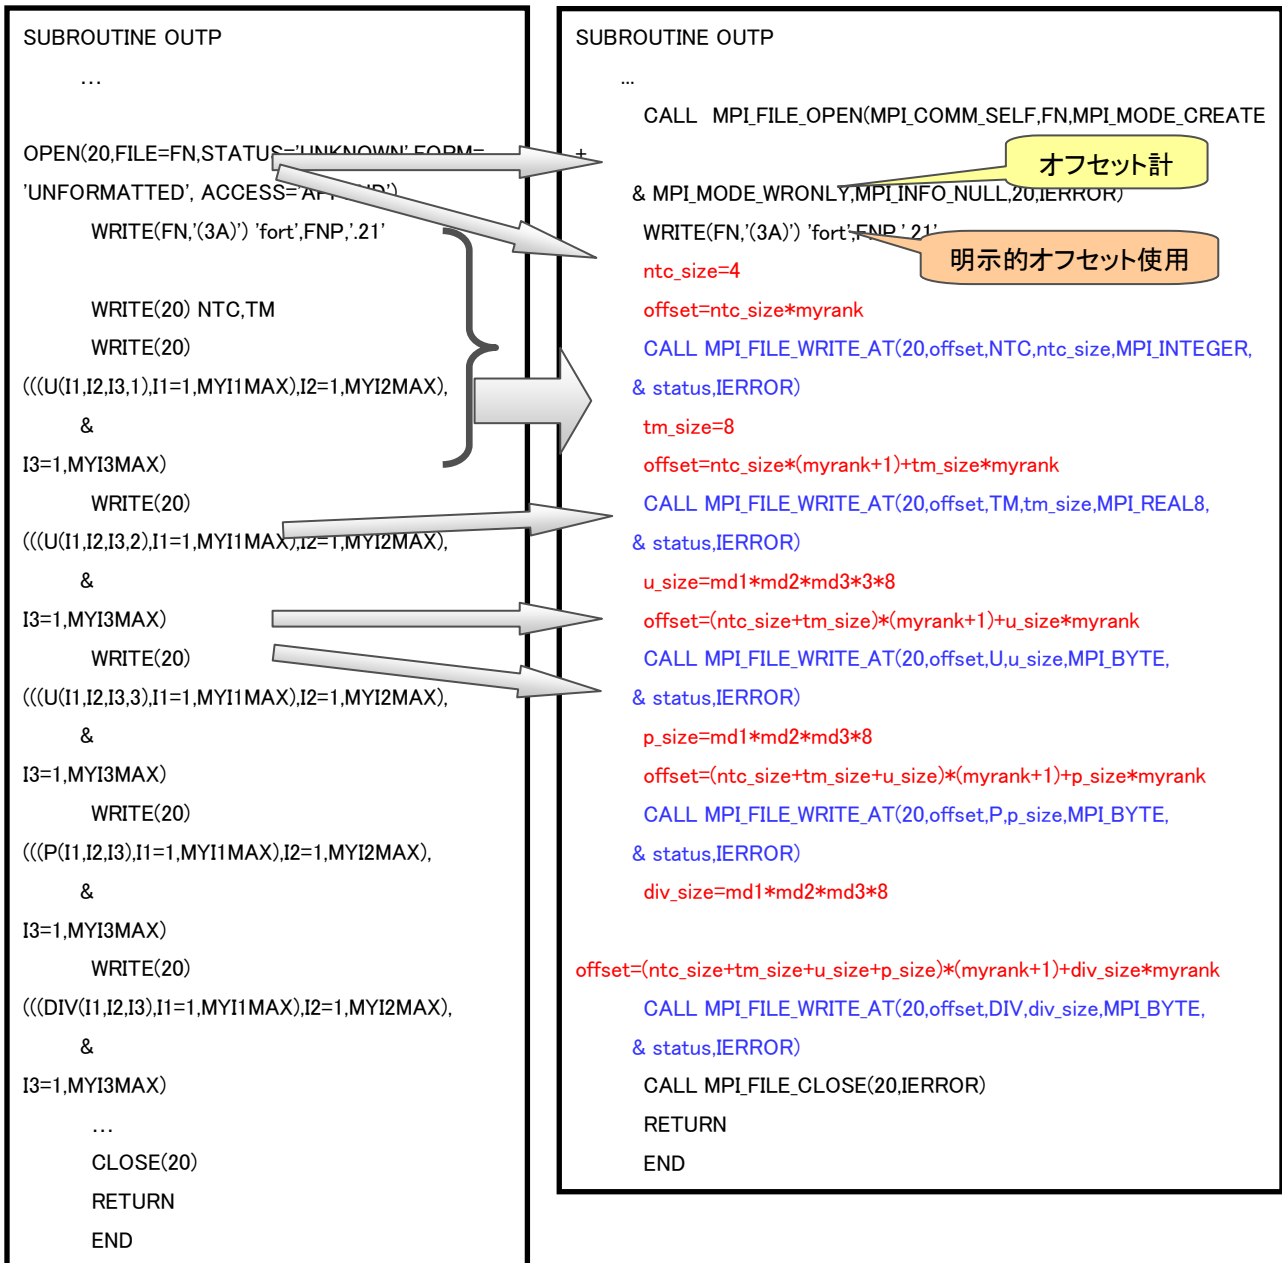 SUBROUTINE OUTP
…
OPEN(20,FILE=FN,STATUS='UNKNOWN',FORM=
'UNFORMATTED', ACCESS='APPEND')
WRITE(FN,'(3A)') 'fort',FNP,'.21'
WRITE(20) NTC,TM
WRITE(20)
(((U(I1,I2,I3,1),I1=1,MYI1MAX),I2=1,MYI2MAX),
&
I3=1,MYI3MAX)
WRITE(20)
(((U(I1,I2,I3,2),I1=1,MYI1MAX),I2=1,MYI2MAX),
&
I3=1,MYI3MAX)
WRITE(20)
(((U(I1,I2,I3,3),I1=1,MYI1MAX),I2=1,MYI2MAX),
&
I3=1,MYI3MAX)
WRITE(20)
(((P(I1,I2,I3),I1=1,MYI1MAX),I2=1,MYI2MAX),
&
I3=1,MYI3MAX)
WRITE(20)
(((DIV(I1,I2,I3),I1=1,MYI1MAX),I2=1,MYI2MAX),
&
I3=1,MYI3MAX)
…
CLOSE(20)
RETURN
END
SUBROUTINE OUTP
...
CALL MPI_FILE_OPEN(MPI_COMM_SELF,FN,MPI_MODE_CREATE
+
& MPI_MODE_WRONLY,MPI_INFO_NULL,20,IERROR)
WRITE(FN,'(3A)') 'fort',FNP,'.21'
ntc_size=4
offset=ntc_size*myrank
CALL MPI_FILE_WRITE_AT(20,offset,NTC,ntc_size,MPI_INTEGER,
& status,IERROR)
tm_size=8
offset=ntc_size*(myrank+1)+tm_size*myrank
CALL MPI_FILE_WRITE_AT(20,offset,TM,tm_size,MPI_REAL8,
& status,IERROR)
u_size=md1*md2*md3*3*8
offset=(ntc_size+tm_size)*(myrank+1)+u_size*myrank
CALL MPI_FILE_WRITE_AT(20,offset,U,u_size,MPI_BYTE,
& status,IERROR)
p_size=md1*md2*md3*8
offset=(ntc_size+tm_size+u_size)*(myrank+1)+p_size*myrank
CALL MPI_FILE_WRITE_AT(20,offset,P,p_size,MPI_BYTE,
& status,IERROR)
div_size=md1*md2*md3*8
offset=(ntc_size+tm_size+u_size+p_size)*(myrank+1)+div_size*myrank
CALL MPI_FILE_WRITE_AT(20,offset,DIV,div_size,MPI_BYTE,
& status,IERROR)
CALL MPI_FILE_CLOSE(20,IERROR)
RETURN
END
オフセット計
明示的オフセット使用